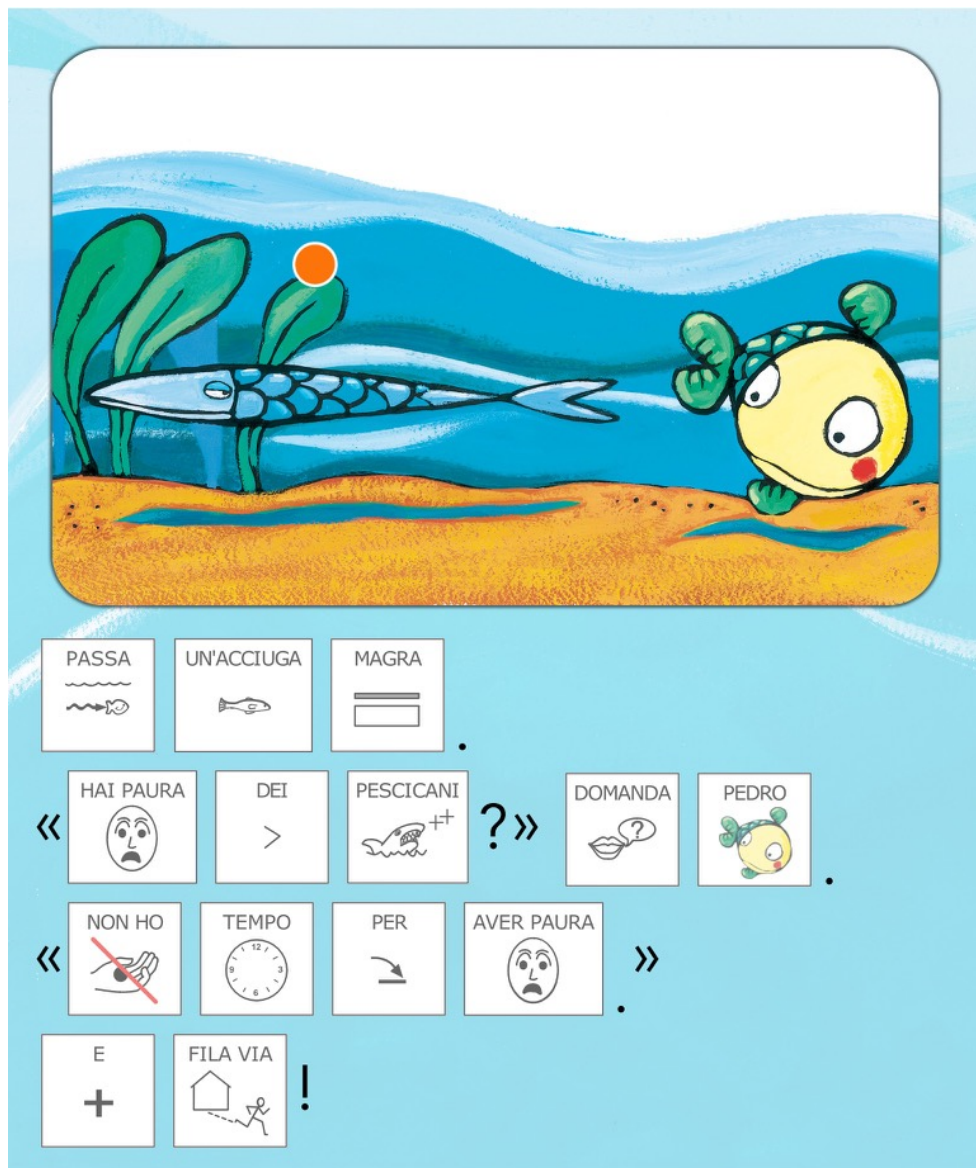 PASSA UN'ACCIUGA MAGRA .
« HAI PAURA DEI PESCICANI ?» DOMANDA PEDRO .
« NON HO TEMPO PER AVER PAURA .»
E FILA VIA !